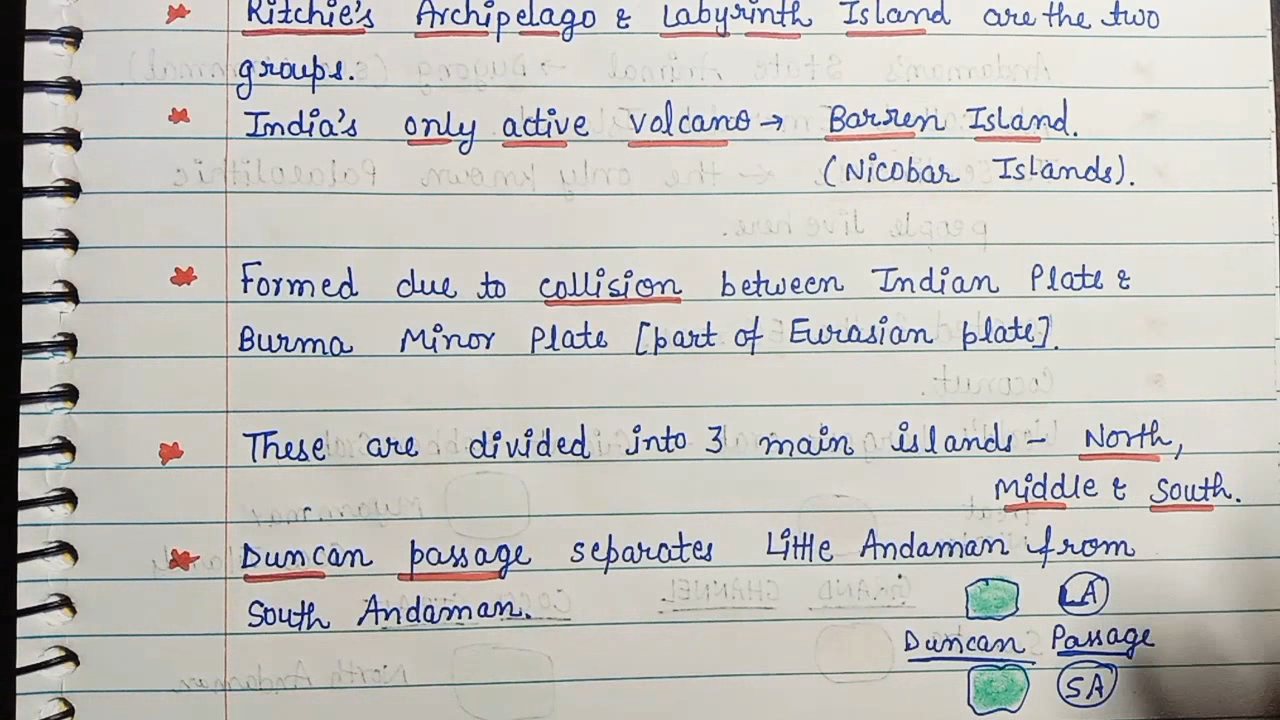 Ritchie's Archipelago & Labyrinth Island are the two
groups.
India's only active volcano → Barren Island.
(Nicobar Islands).
Formed due to collision between Indian Plate &
Burma Minor Plate [part of Eurasian plate].
These are divided into 3 main islands - North,
Middle & South.
Duncan passage separates Little Andaman from
South Andaman.
LA
Duncan Passage
SA